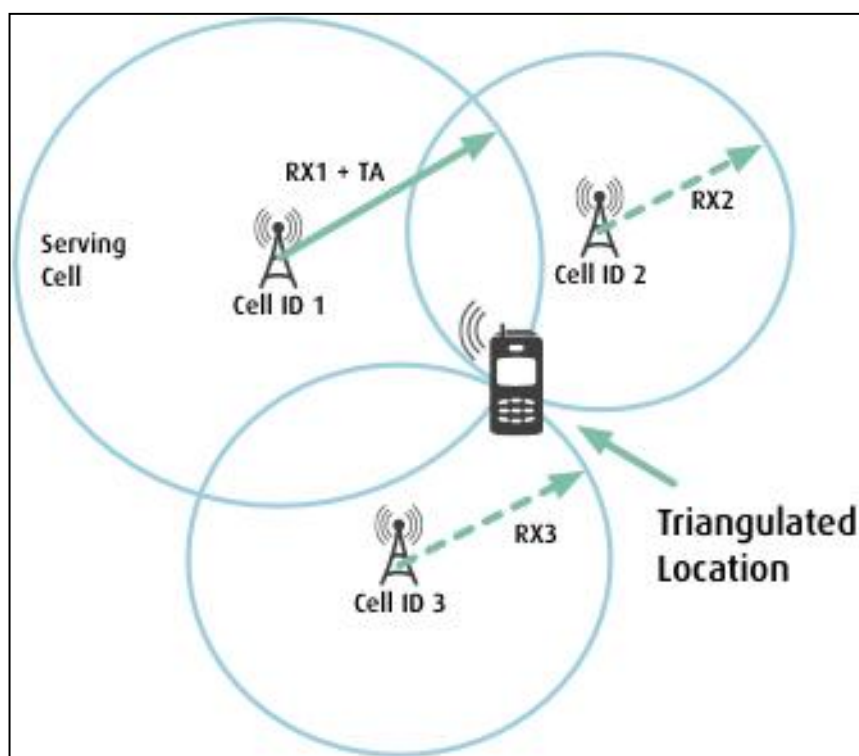 RX1 + TA
RX2
Serving
Cell
Cell ID 1
Cell ID 2
RX3
Cell ID 3
Triangulated
Location